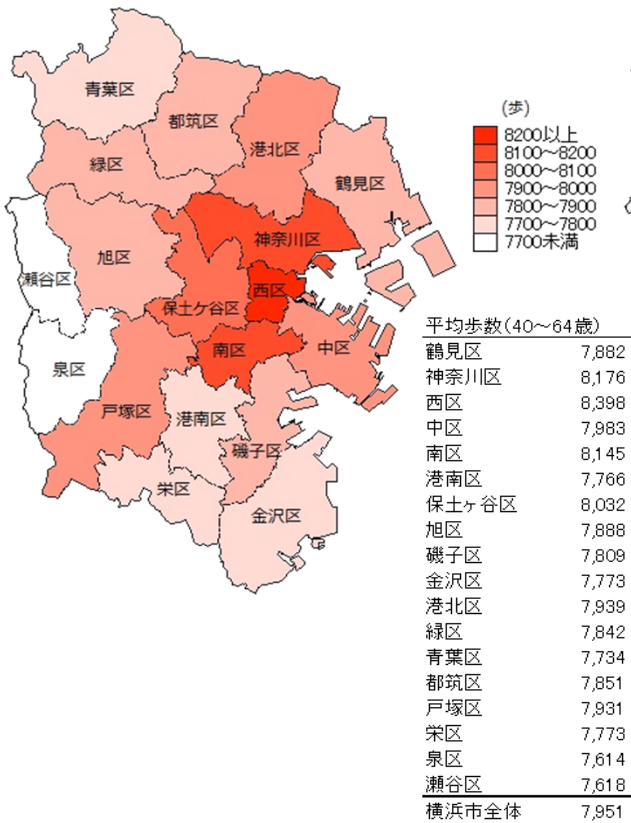 青葉区
都筑区
港北区
緑区
鶴見区
神奈川区
旭区
瀬谷区
西区
保土ケ谷区
南区
中区
泉区
戸塚区
港南区
磯子区
栄区
金沢区
(歩)
8200以上
8100～8200
8000～8100
7900～8000
7800～7900
7700～7800
7700未満
平均歩数(40～64歳)
鶴見区 7,882
神奈川区 8,176
西区 8,398
中区 7,983
南区 8,145
港南区 7,766
保土ヶ谷区 8,032
旭区 7,888
磯子区 7,809
金沢区 7,773
港北区 7,939
緑区 7,842
青葉区 7,734
都筑区 7,851
戸塚区 7,931
栄区 7,773
泉区 7,614
瀬谷区 7,618
横浜市全体 7,951